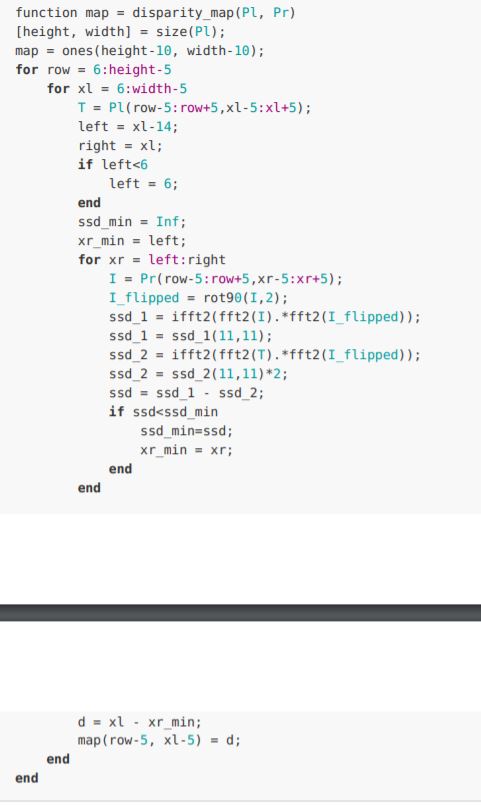 function map = disparity_map(Pl, Pr)
[height, width] = size(Pl);
map = ones(height-10, width-10);
for row = 6:height-5
    for xl = 6:width-5
        T = Pl(row-5:row+5,xl-5:xl+5);
        left = xl-14;
        right = xl;
        if left<6
            left = 6;
        end
        ssd_min = Inf;
        xr_min = left;
        for xr = left:right
            I = Pr(row-5:row+5,xr-5:xr+5);
            I_flipped = rot90(I,2);
            ssd_1 = ifft2(fft2(I).*fft2(I_flipped));
            ssd_1 = ssd_1(11,11);
            ssd_2 = ifft2(fft2(T).*fft2(I_flipped));
            ssd_2 = ssd_2(11,11)*2;
            ssd = ssd_1 - ssd_2;
            if ssd<ssd_min
                ssd_min=ssd;
                xr_min = xr;
            end
        end
        d = xl - xr_min;
        map(row-5, xl-5) = d;
    end
end